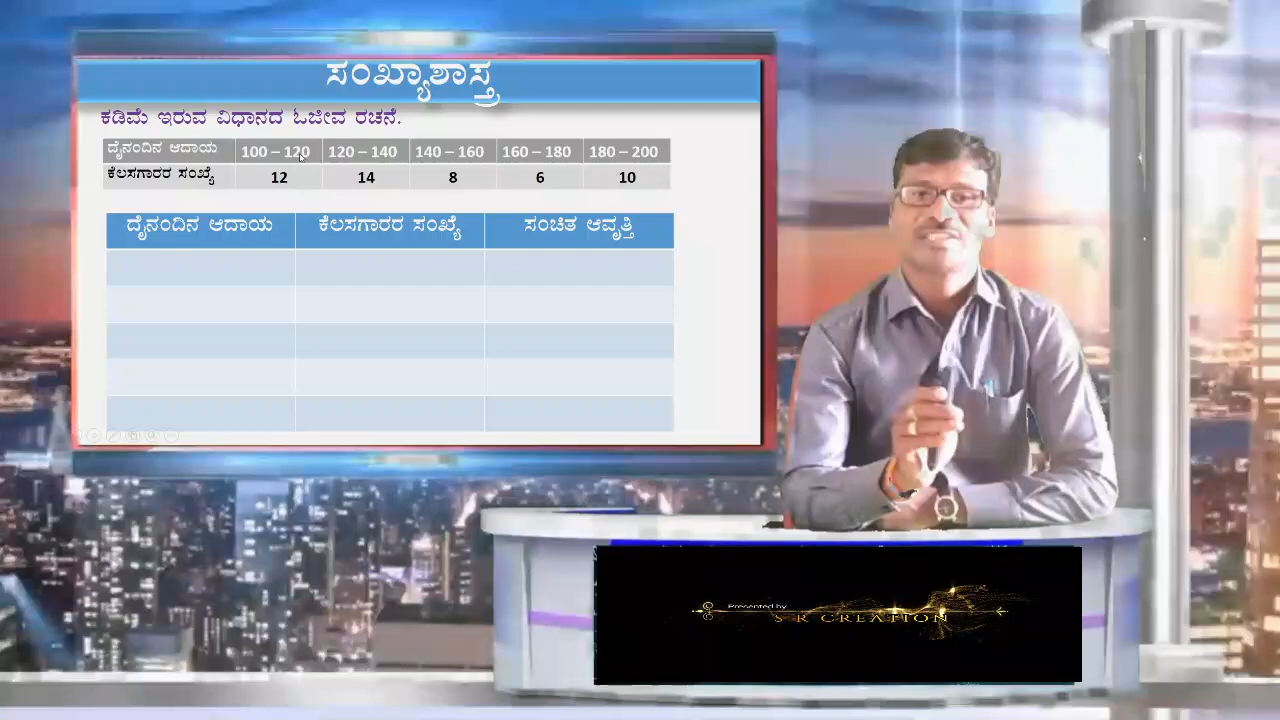 ಸಂಖ್ಯಾಶಾಸ್ತ್ರ
ಕಡಿಮೆ ಇರುವ ವಿಧಾನದ ಓಜೀವ ರಚನೆ.
ದೈನಂದಿನ ಆದಾಯ 100 – 120 120 – 140 140 – 160 160 – 180 180 – 200
ಕೆಲಸಗಾರರ ಸಂಖ್ಯೆ 12 14 8 6 10
ದೈನಂದಿನ ಆದಾಯ ಕೆಲಸಗಾರರ ಸಂಖ್ಯೆ ಸಂಚಿತ ಆವೃತ್ತಿ
Presented by
S R CREATION